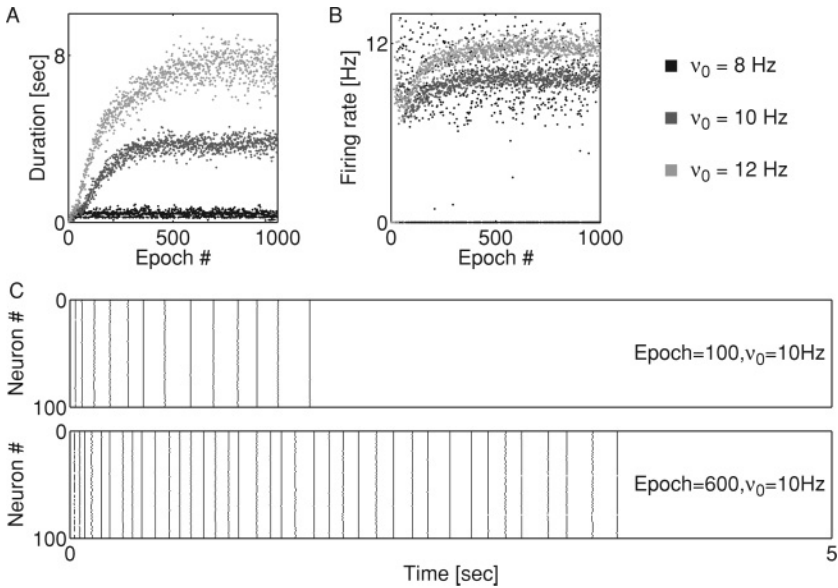 A
8
0
0
500
1000
Duration [sec]
Epoch #
B
12
0
0
500
1000
Firing rate [Hz]
Epoch #
ν₀ = 8 Hz
ν₀ = 10 Hz
ν₀ = 12 Hz
C
0
100
Neuron #
Epoch=100,ν₀=10Hz
0
100
Neuron #
Epoch=600,ν₀=10Hz
0
5
Time [sec]